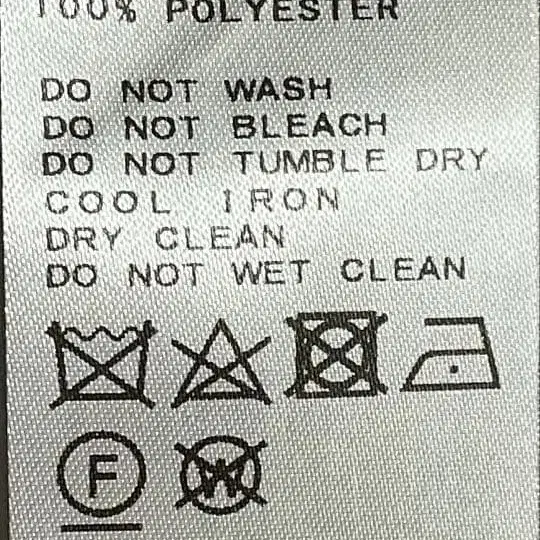 100% POLYESTER
DO NOT WASH
DO NOT BLEACH
DO NOT TUMBLE DRY
COOL IRON
DRY CLEAN
DO NOT WET CLEAN
F W